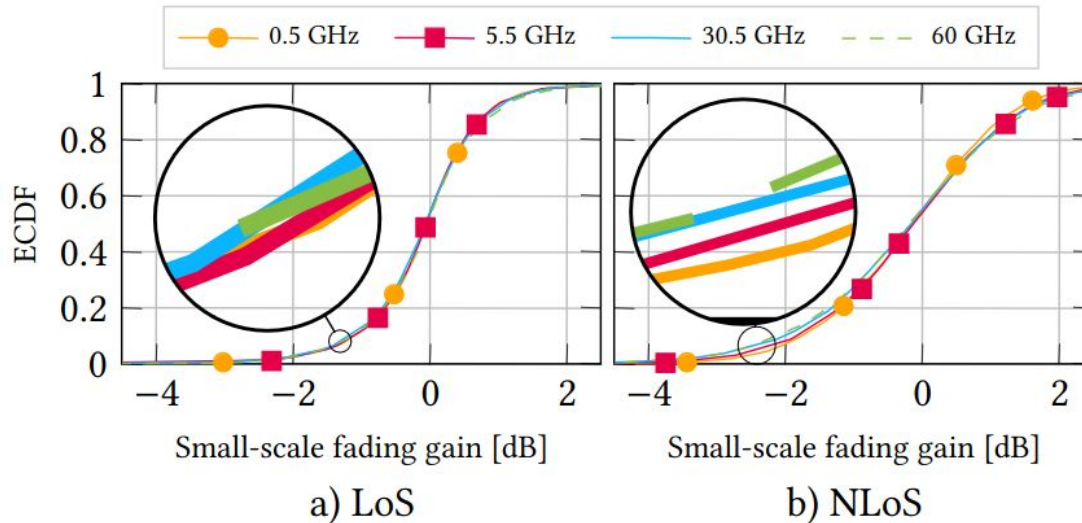 0.5 GHz 5.5 GHz 30.5 GHz 60 GHz
1
0.8
0.6
0.4
0.2
0
ECDF
−4 −2 0 2 −4 −2 0 2
Small-scale fading gain [dB] Small-scale fading gain [dB]
a) LoS b) NLoS